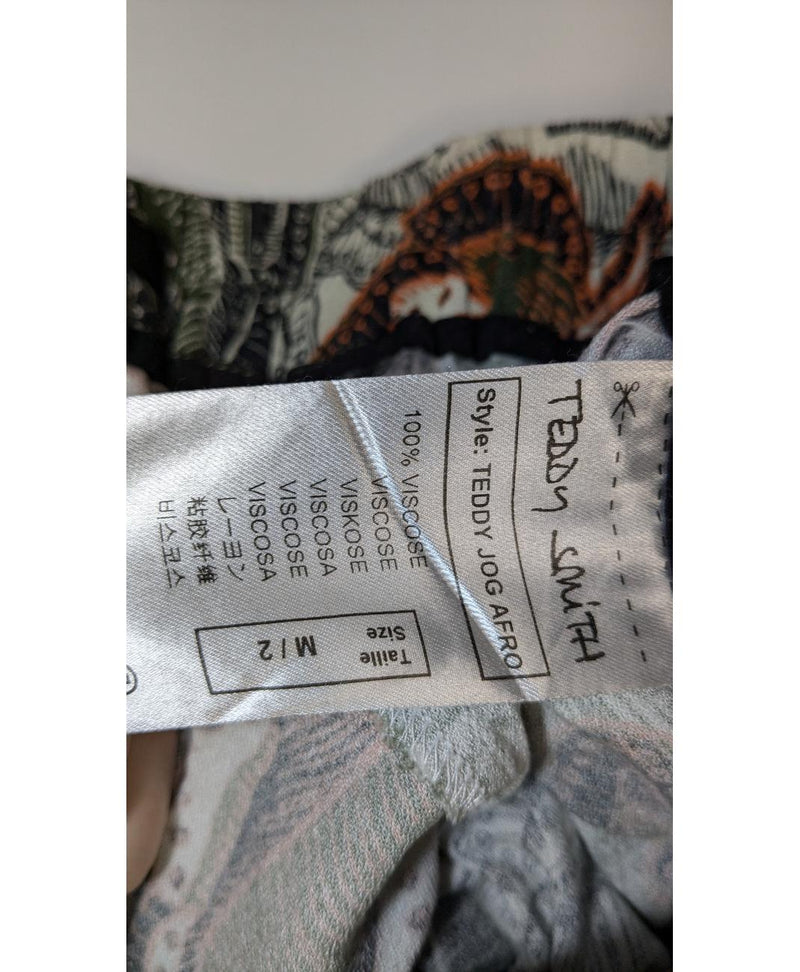 TEDDY SMITH
Style: TEDDY JOG AFRO
100% VISCOSE
VISCOSE
VISKOSE
VISCOSA
VISCOSE
VISCOSA
レーヨン
粘胶纤维
비스코스
Taille
Size
M / 2